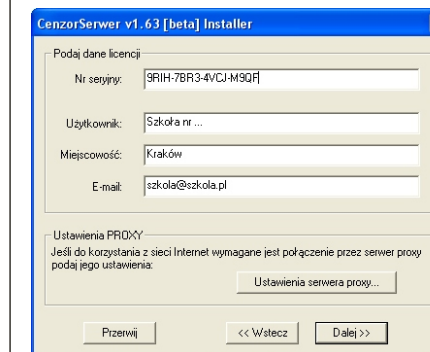 CenzorSerwer v1.63 [beta] Installer
Podaj dane licencji
Nr seryjny: 9RIH-7BR3-4VCJ-M9QF
Użytkownik: Szkoła nr ...
Miejscowość: Kraków
E-mail: szkola@szkola.pl
Ustawienia PROXY
Jeśli do korzystania z sieci Internet wymagane jest połączenie przez serwer proxy
podaj jego ustawienia:
Ustawienia serwera proxy...
Przerwij << Wstecz Dalej >>